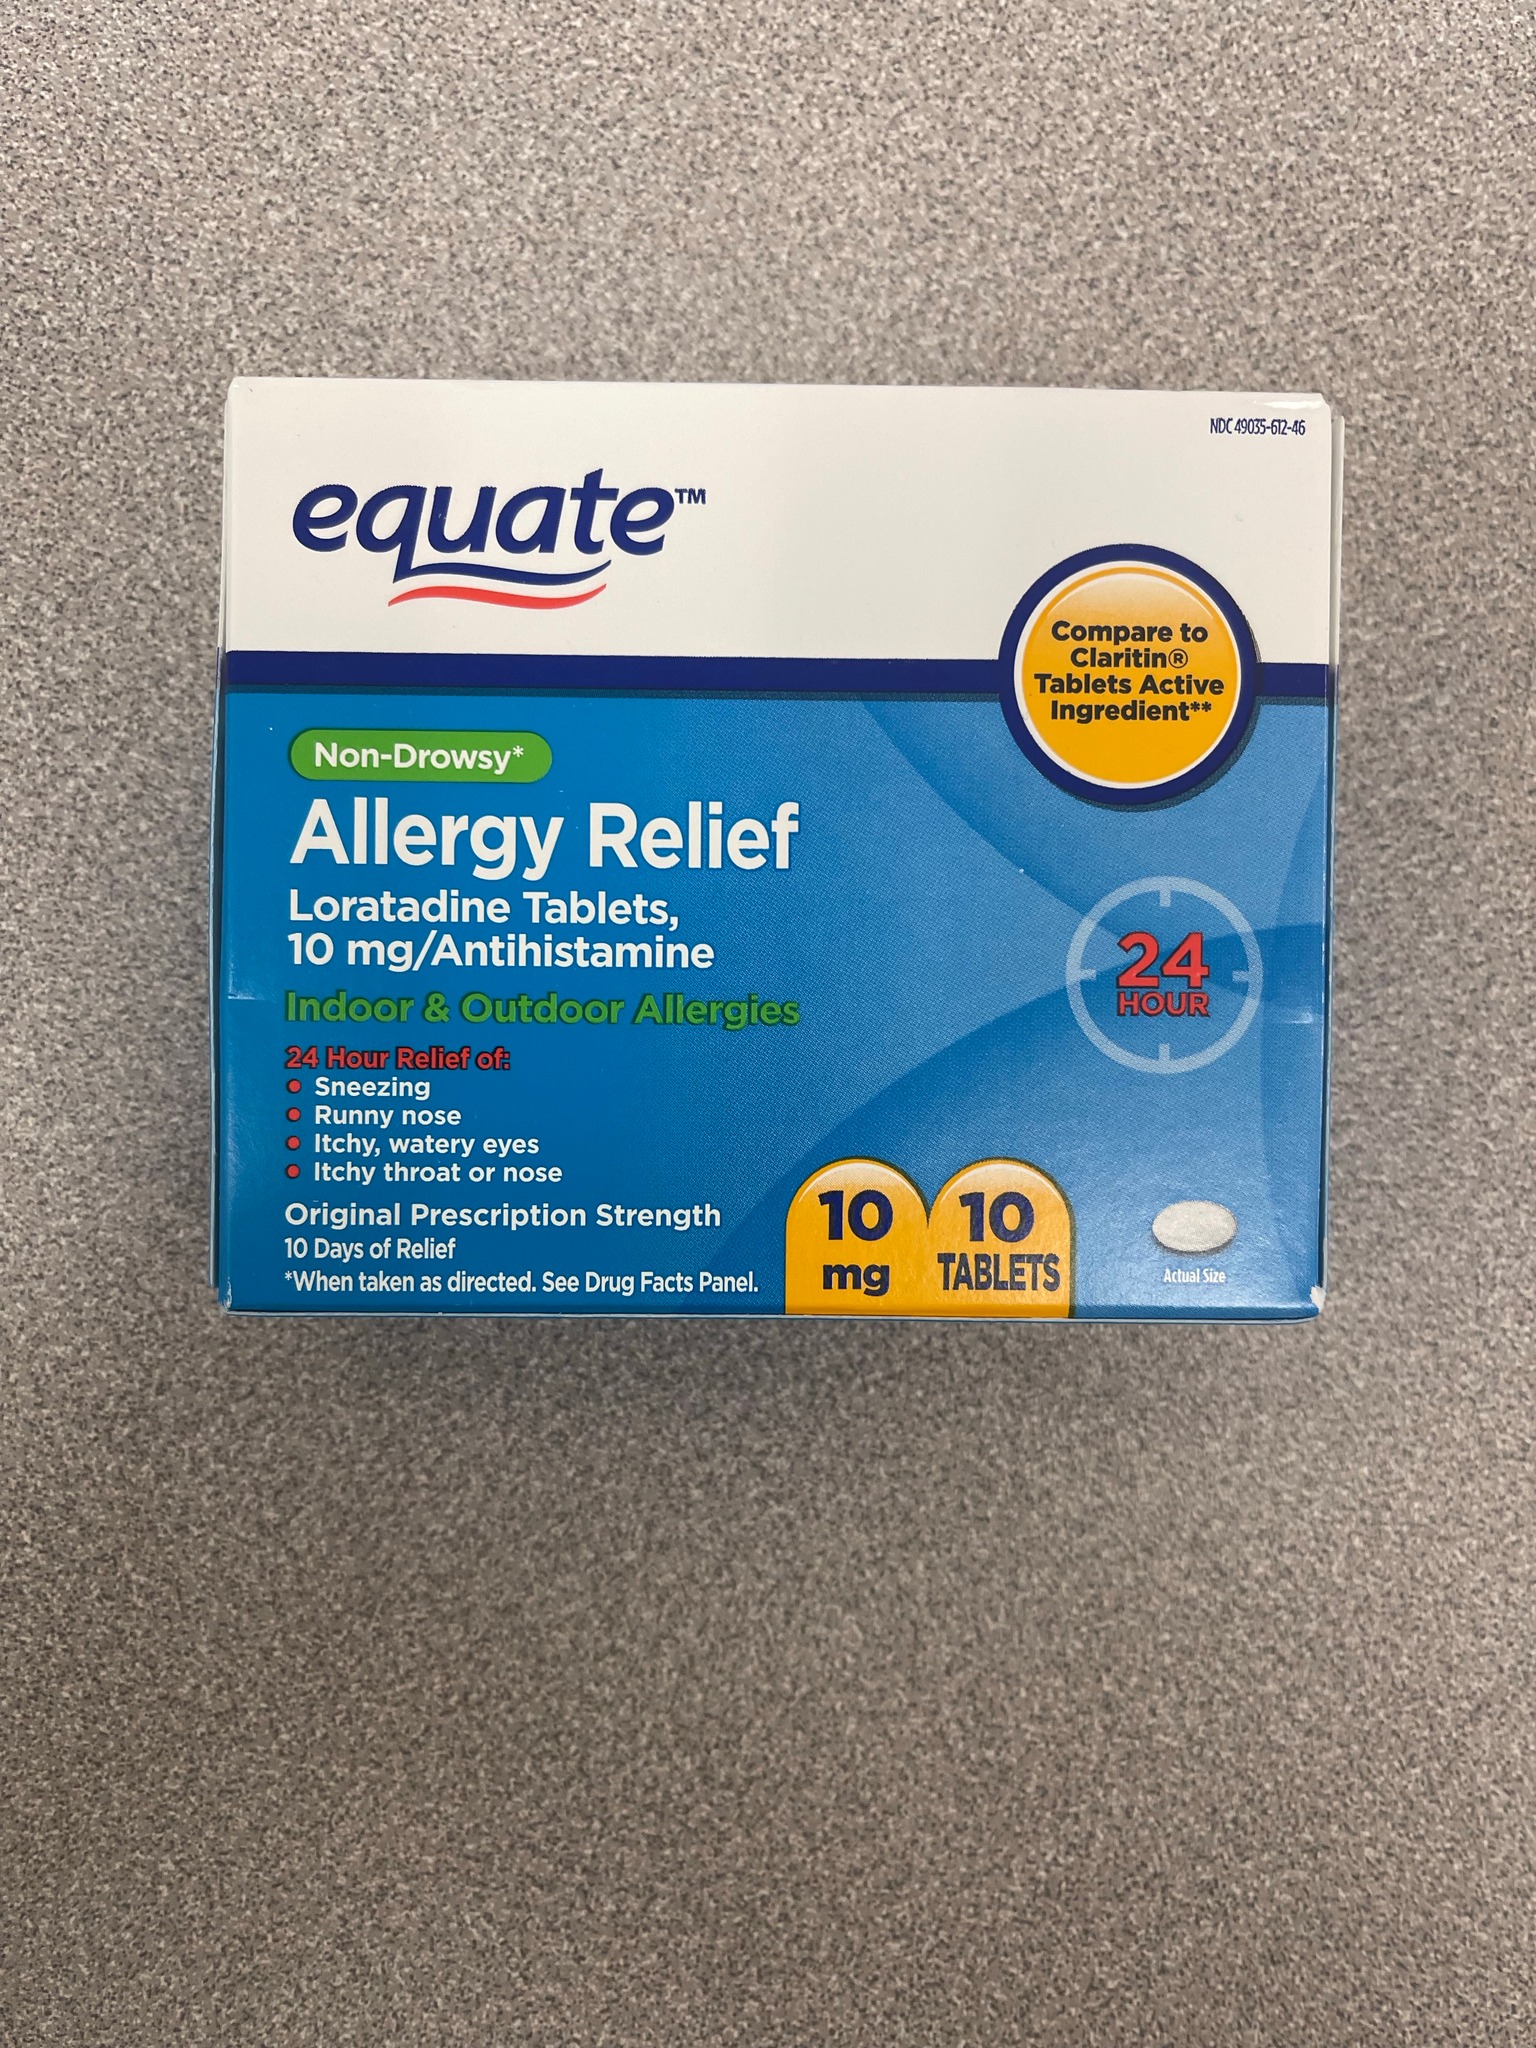 NDC 49035-612-46
equate™
Compare to
Claritin®
Tablets Active
Ingredient**
Non-Drowsy*
Allergy Relief
Loratadine Tablets,
10 mg/Antihistamine
Indoor & Outdoor Allergies
24 Hour Relief of:
• Sneezing
• Runny nose
• Itchy, watery eyes
• Itchy throat or nose
Original Prescription Strength
10 Days of Relief
*When taken as directed. See Drug Facts Panel.
24
HOUR
10
mg
10
TABLETS
Actual Size